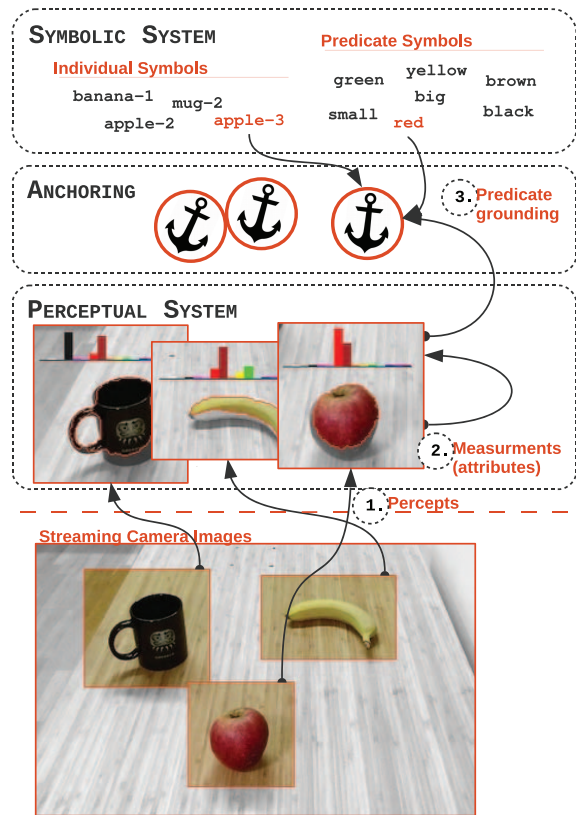 SYMBOLIC SYSTEM
Individual Symbols
banana-1
mug-2
apple-2
apple-3
Predicate Symbols
green
yellow
brown
big
small
red
black
ANCHORING
3. Predicate
grounding
PERCEPTUAL SYSTEM
2. Measurments
(attributes)
1. Percepts
Streaming Camera Images